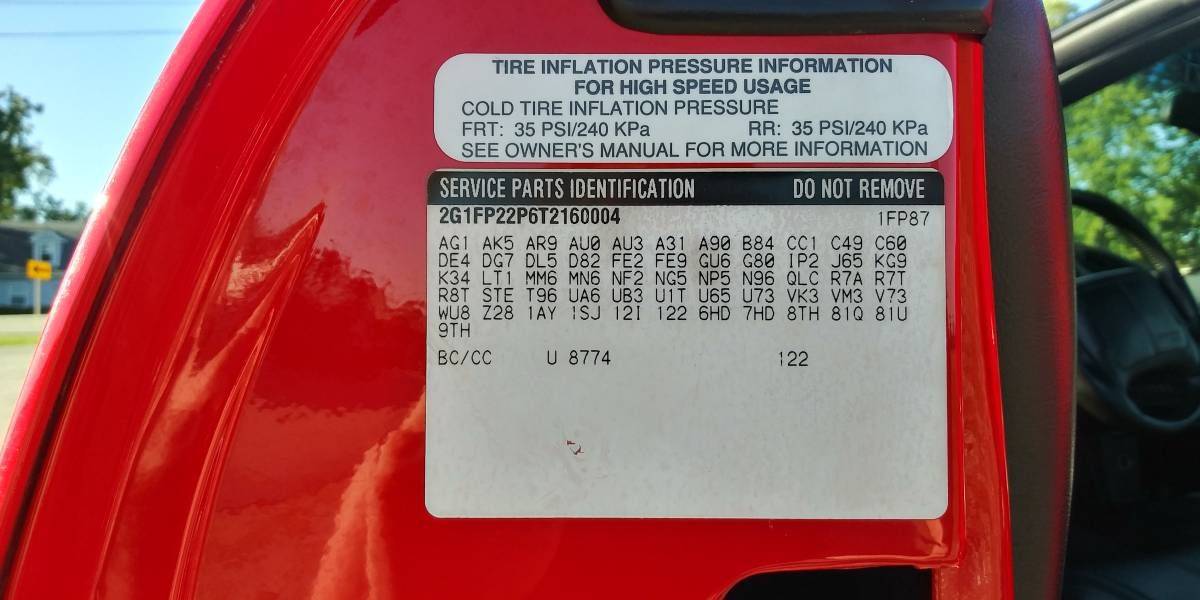 TIRE INFLATION PRESSURE INFORMATION
FOR HIGH SPEED USAGE
COLD TIRE INFLATION PRESSURE
FRT: 35 PSI/240 KPa RR: 35 PSI/240 KPa
SEE OWNER'S MANUAL FOR MORE INFORMATION
SERVICE PARTS IDENTIFICATION DO NOT REMOVE
2G1FP22P6T2160004 1FP87
AG1 AK5 AR9 AU0 AU3 A31 A90 B84 CC1 C49 C60
DE4 DG7 DL5 D82 FE2 FE9 GU6 G80 IP2 J65 KG9
K34 LT1 MM6 MN6 NF2 NG5 NP5 N96 QLC R7A R7T
R8T STE T96 UA6 UB3 U1T U65 U73 VK3 VM3 V73
WU8 Z28 1AY 1SJ 12I 122 6HD 7HD 8TH 81Q 81U
9TH
BC/CC U 8774 122